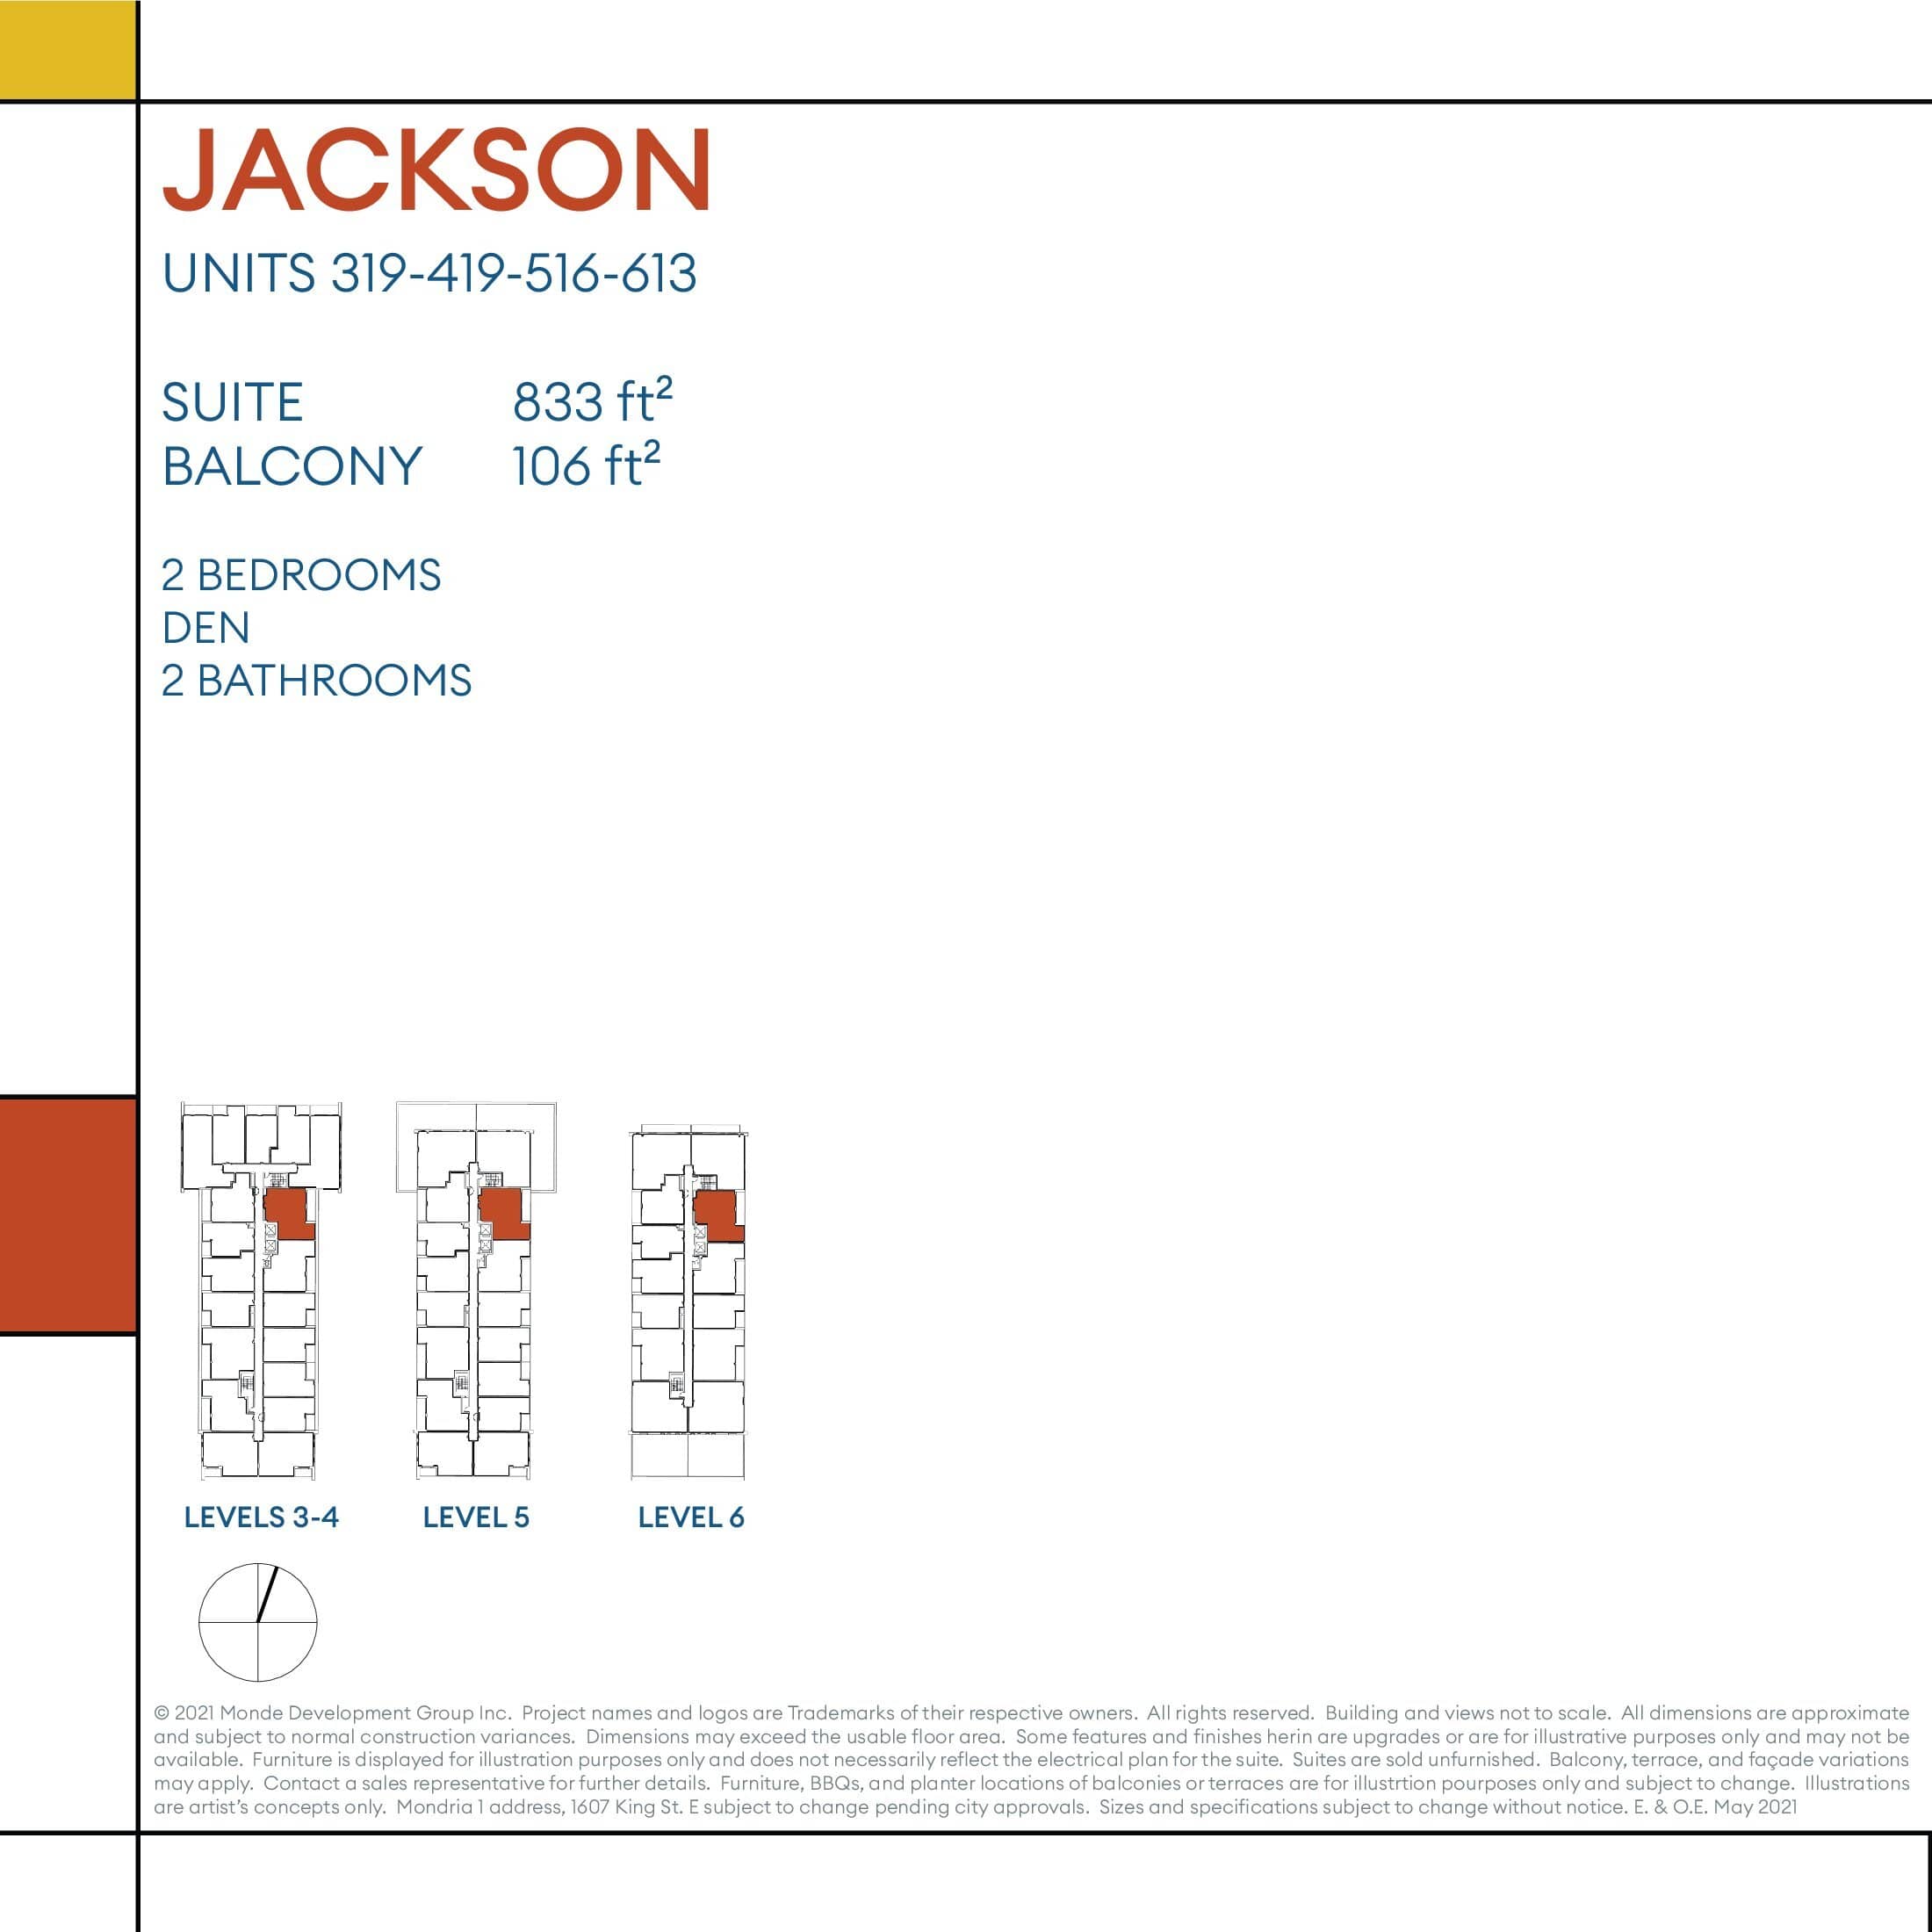 JACKSON
UNITS 319-419-516-613
SUITE 833 ft²
BALCONY 106 ft²
2 BEDROOMS
DEN
2 BATHROOMS
LEVELS 3-4 LEVEL 5 LEVEL 6
© 2021 Monde Development Group Inc. Project names and logos are Trademarks of their respective owners. All rights reserved. Building and views not to scale. All dimensions are approximate
and subject to normal construction variances. Dimensions may exceed the usable floor area. Some features and finishes herin are upgrades or are for illustrative purposes only and may not be
available. Furniture is displayed for illustration purposes only and does not necessarily reflect the electrical plan for the suite. Suites are sold unfurnished. Balcony, terrace, and façade variations
may apply. Contact a sales representative for further details. Furniture, BBQs, and planter locations of balconies or terraces are for illustrtion pourposes only and subject to change. Illustrations
are artist's concepts only. Mondria 1 address, 1607 King St. E subject to change pending city approvals. Sizes and specifications subject to change without notice. E. & O.E. May 2021